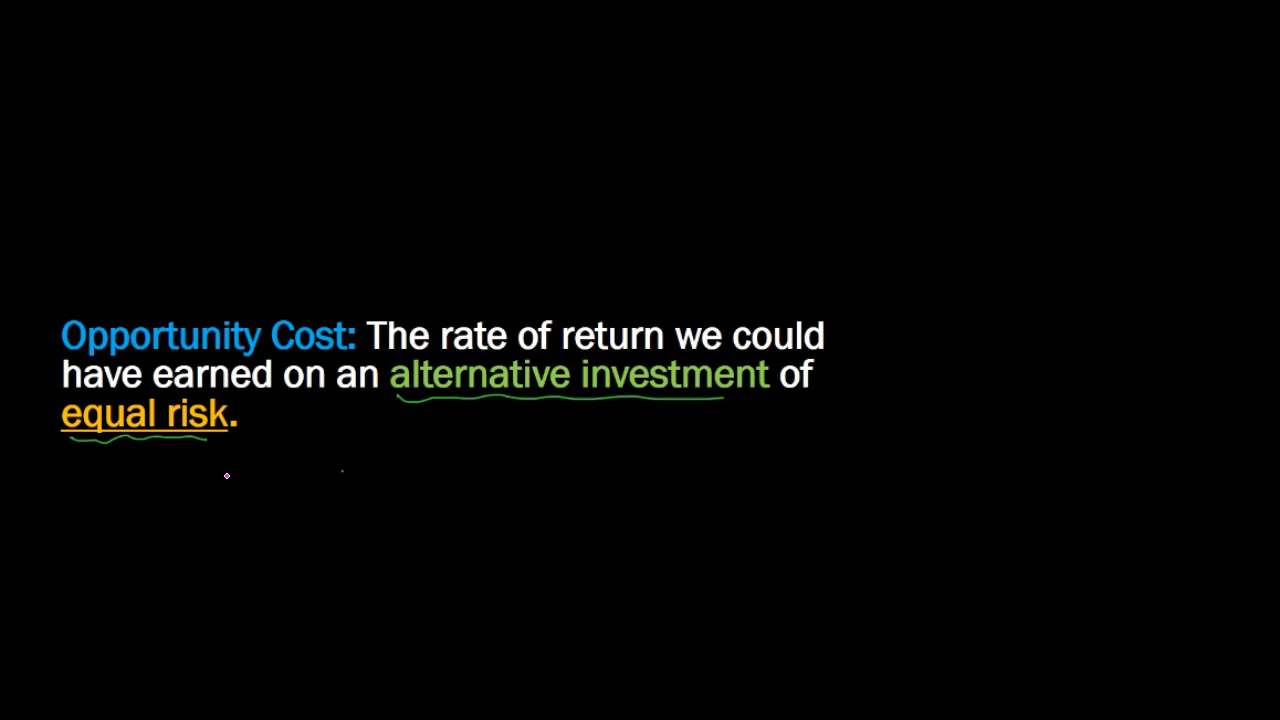 Opportunity Cost: The rate of return we could
have earned on an alternative investment of
equal risk.